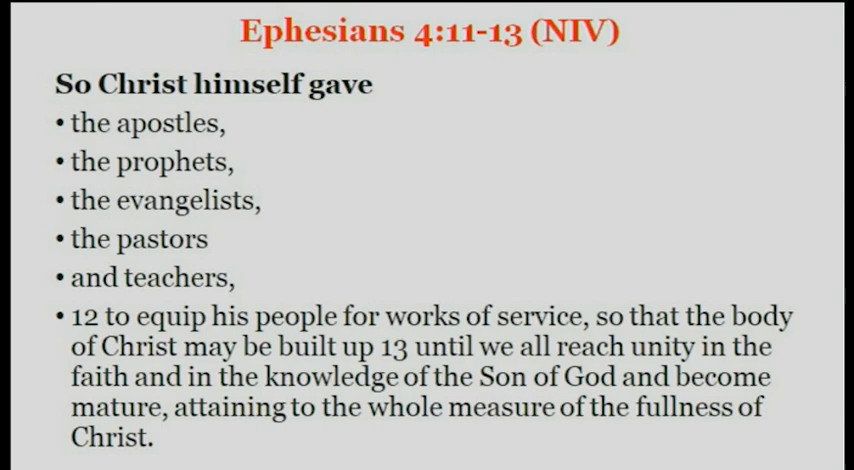 Ephesians 4:11-13 (NIV)
So Christ himself gave
• the apostles,
• the prophets,
• the evangelists,
• the pastors
• and teachers,
• 12 to equip his people for works of service, so that the body
of Christ may be built up 13 until we all reach unity in the
faith and in the knowledge of the Son of God and become
mature, attaining to the whole measure of the fullness of
Christ.